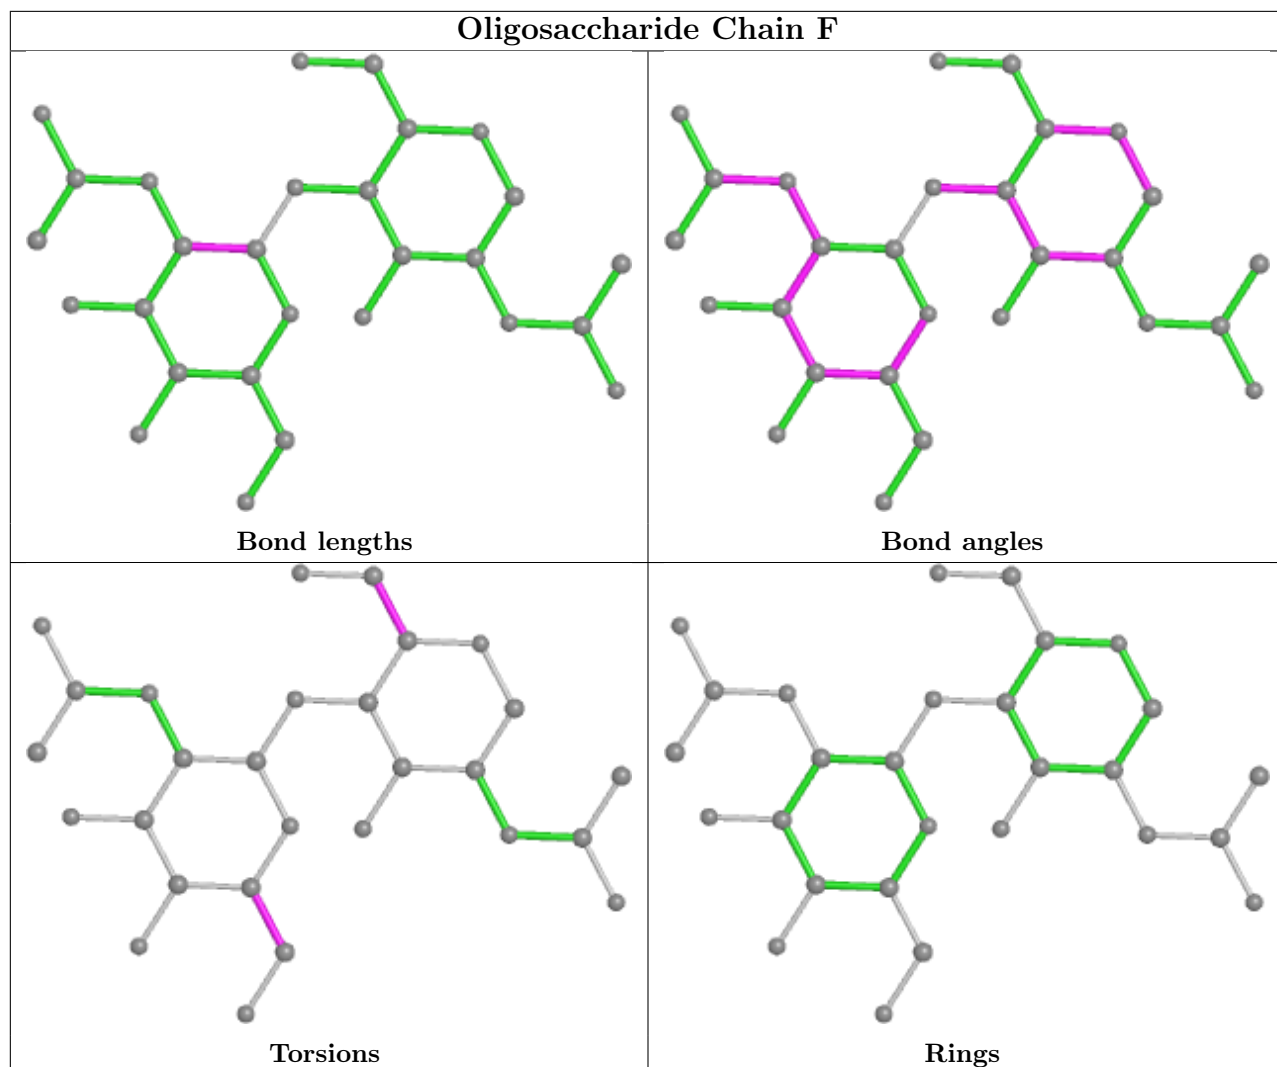 Oligosaccharide Chain F
Bond lengths
Bond angles
Torsions
Rings